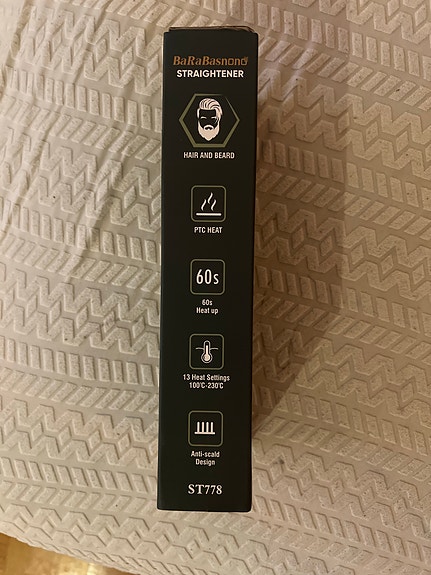 BaRaBasnono
STRAIGHTENER
HAIR AND BEARD
PTC HEAT
60s
60s
Heat up
13 Heat Settings
100℃-230℃
Anti-scald
Design
ST778